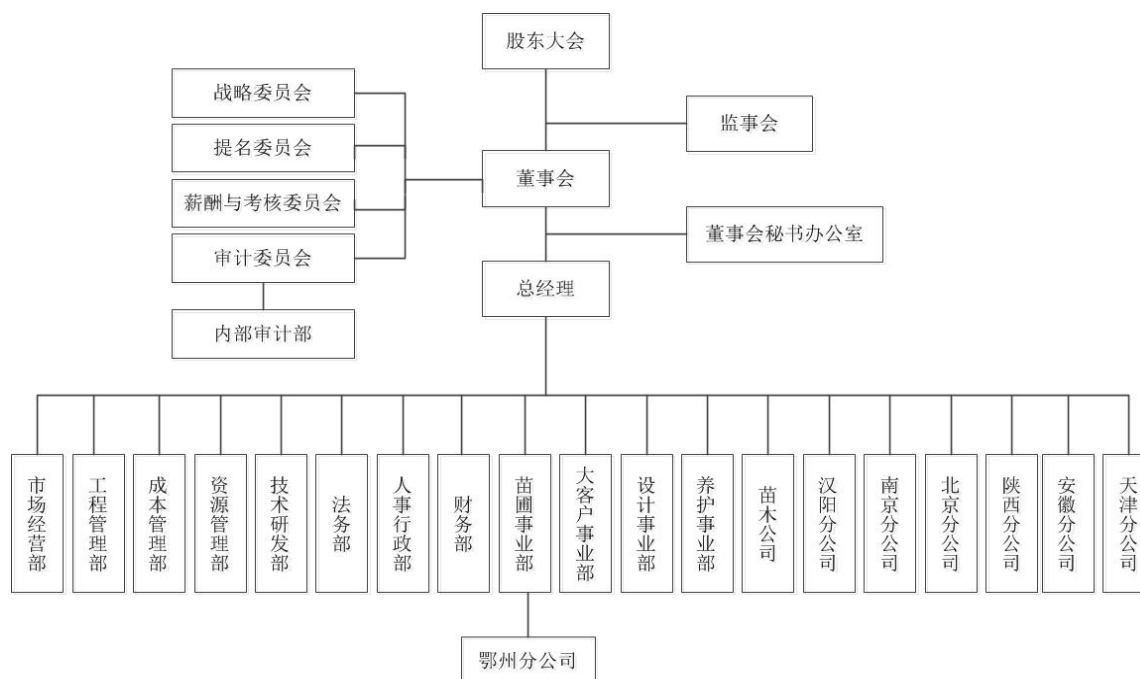 股东大会
战略委员会
监事会
提名委员会
董事会
薪酬与考核委员会
董事会秘书办公室
审计委员会
总经理
内部审计部
市场经营部
工程管理部
成本管理部
资源管理部
技术研发部
法务部
人事行政部
财务部
苗圃事业部
大客户事业部
设计事业部
养护事业部
苗木公司
汉阳分公司
南京分公司
北京分公司
陕西分公司
安徽分公司
天津分公司
鄂州分公司